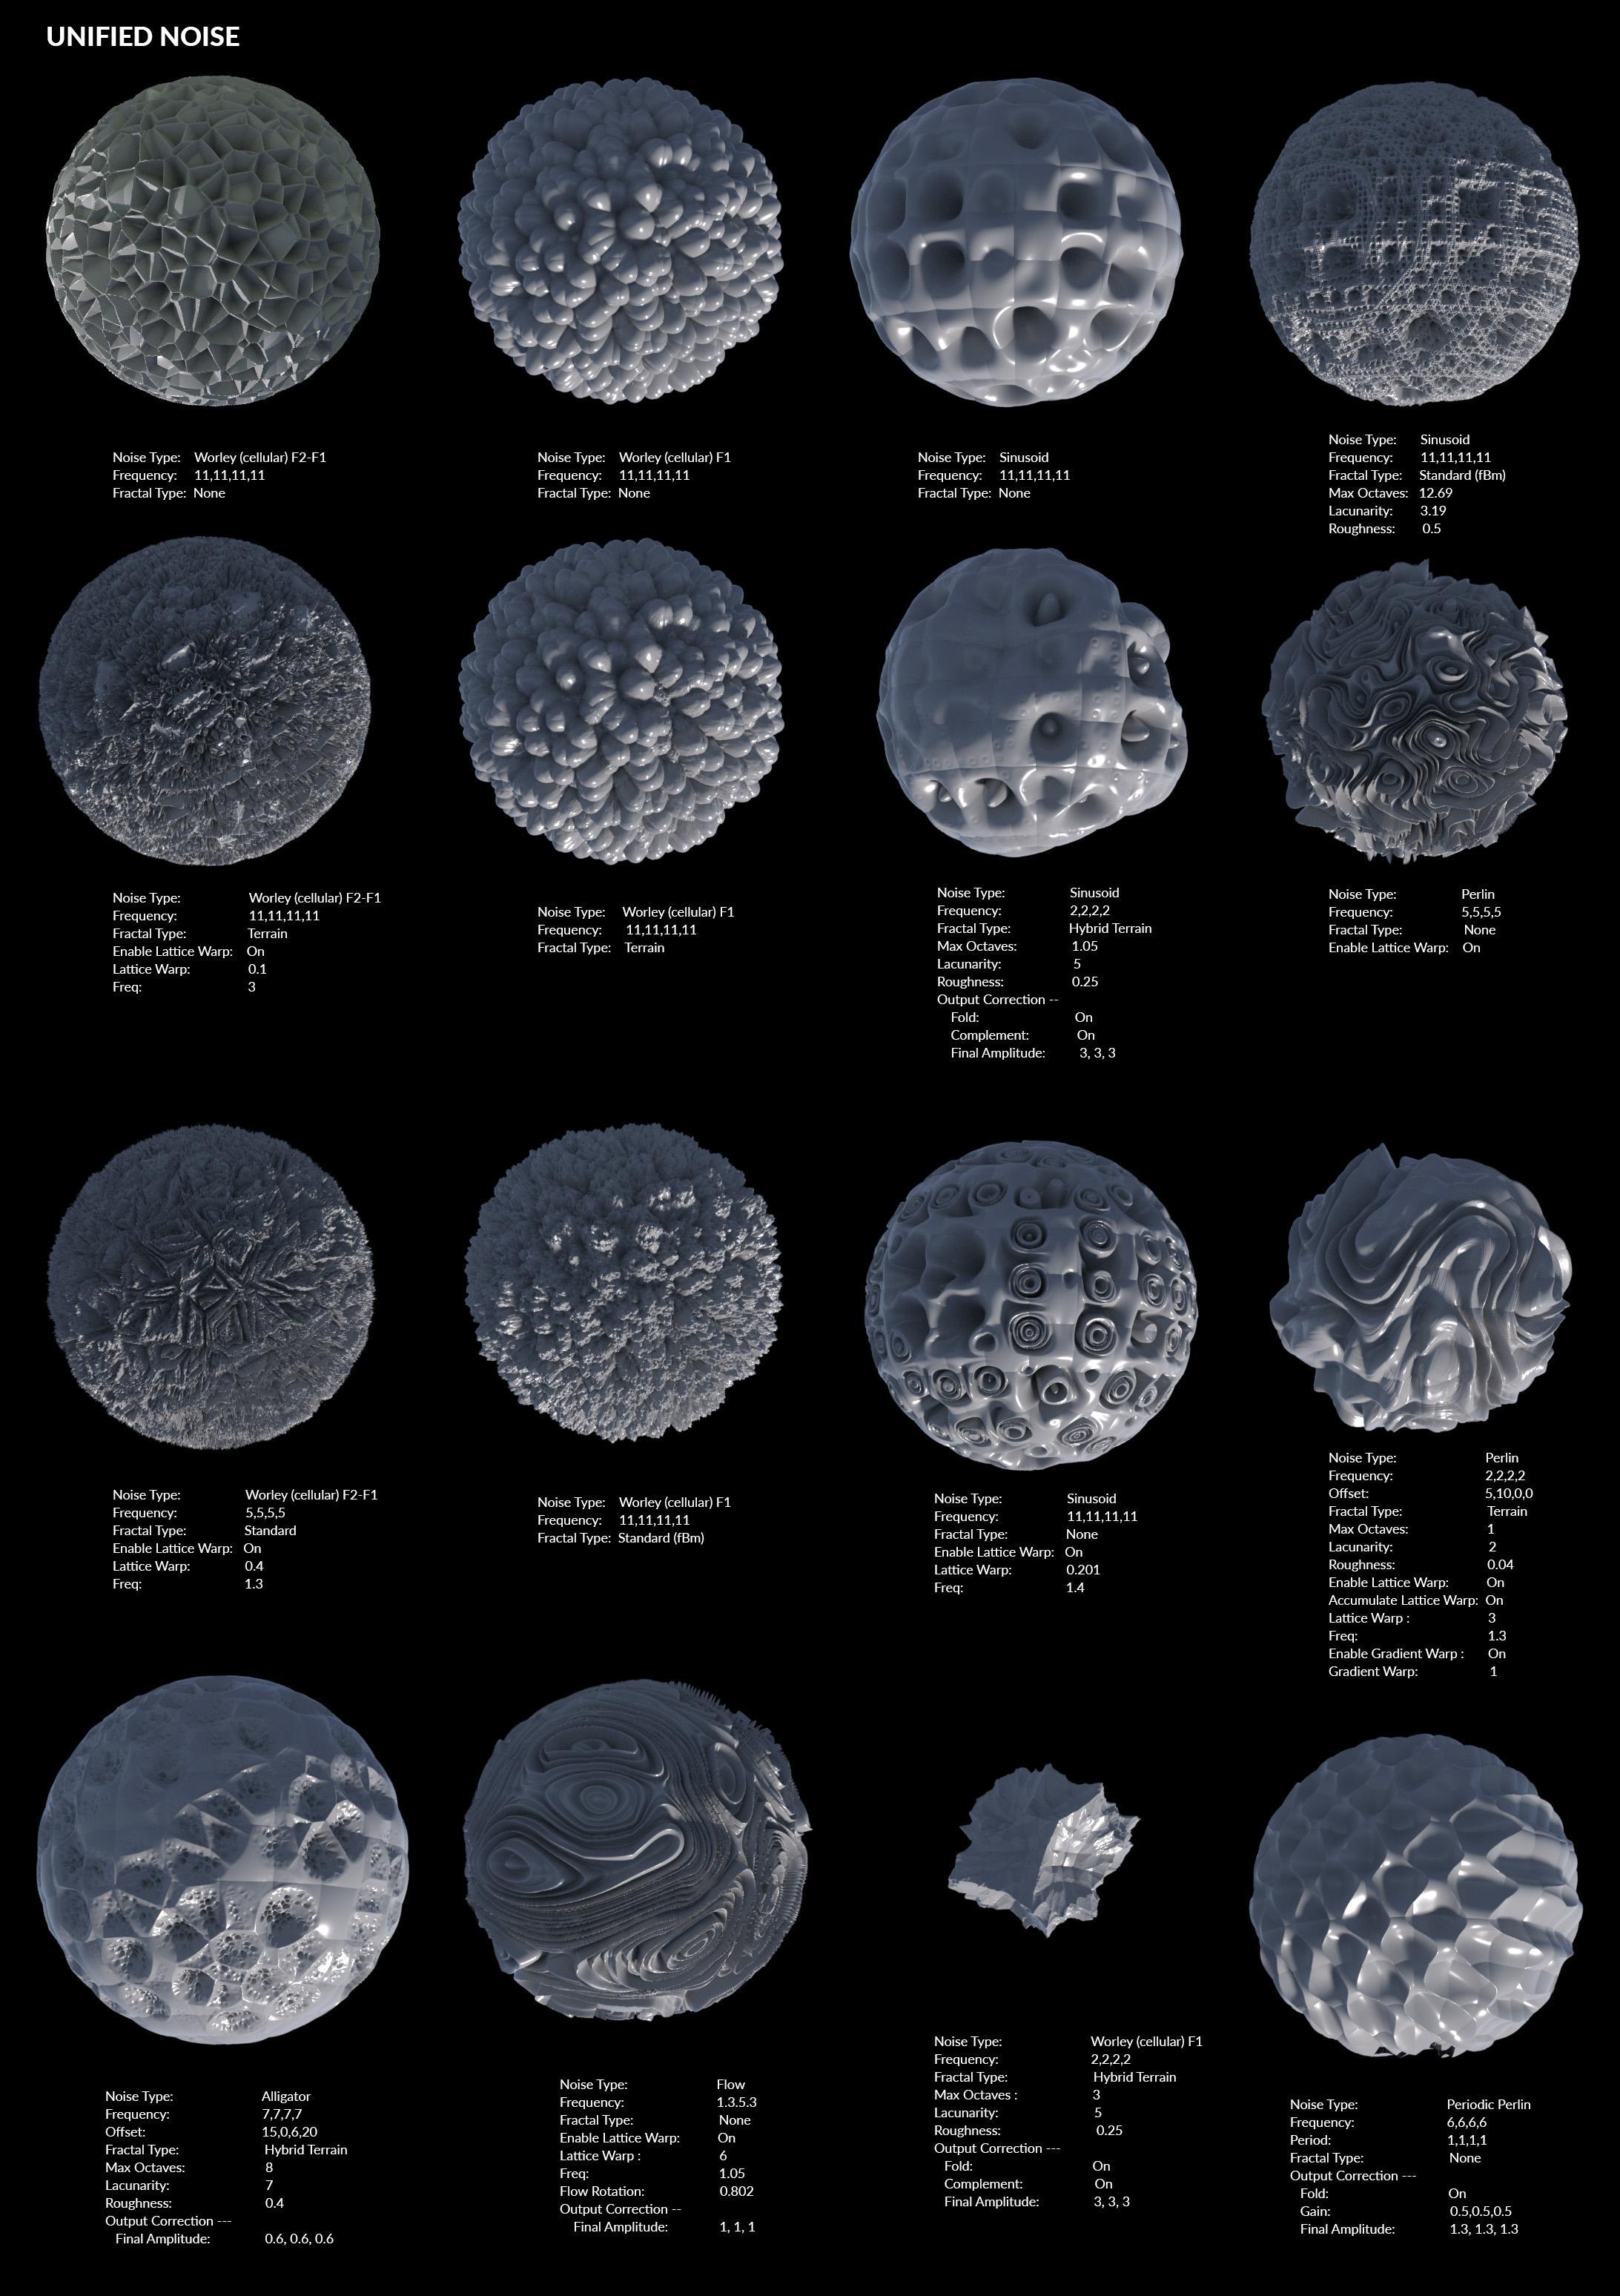 UNIFIED NOISE
Noise Type: Worley (cellular) F2-F1
Frequency: 11,11,11,11
Fractal Type: None
Noise Type: Worley (cellular) F1
Frequency: 11,11,11,11
Fractal Type: None
Noise Type: Sinusoid
Frequency: 11,11,11,11
Fractal Type: None
Noise Type: Sinusoid
Frequency: 11,11,11,11
Fractal Type: Standard (fBm)
Max Octaves: 12.69
Lacunarity: 3.19
Roughness: 0.5
Noise Type: Worley (cellular) F2-F1
Frequency: 11,11,11,11
Fractal Type: Terrain
Enable Lattice Warp: On
Lattice Warp: 0.1
Freq: 3
Noise Type: Worley (cellular) F1
Frequency: 11,11,11,11
Fractal Type: Terrain
Noise Type: Sinusoid
Frequency: 2,2,2,2
Fractal Type: Hybrid Terrain
Max Octaves: 1.05
Lacunarity: 5
Roughness: 0.25
Output Correction --
Fold: On
Complement: On
Final Amplitude: 3, 3, 3
Noise Type: Perlin
Frequency: 5,5,5,5
Fractal Type: None
Enable Lattice Warp: On
Noise Type: Worley (cellular) F2-F1
Frequency: 5,5,5,5
Fractal Type: Standard
Enable Lattice Warp: On
Lattice Warp: 0.4
Freq: 1.3
Noise Type: Worley (cellular) F1
Frequency: 11,11,11,11
Fractal Type: Standard (fBm)
Noise Type: Sinusoid
Frequency: 11,11,11,11
Fractal Type: None
Enable Lattice Warp: On
Lattice Warp: 0.201
Freq: 1.4
Noise Type: Perlin
Frequency: 2,2,2,2
Offset: 5,10,0,0
Fractal Type: Terrain
Max Octaves: 1
Lacunarity: 2
Roughness: 0.04
Enable Lattice Warp: On
Accumulate Lattice Warp: On
Lattice Warp : 3
Freq: 1.3
Enable Gradient Warp : On
Gradient Warp: 1
Noise Type: Alligator
Frequency: 7,7,7,7
Offset: 15,0,6,20
Fractal Type: Hybrid Terrain
Max Octaves: 8
Lacunarity: 7
Roughness: 0.4
Output Correction ---
Final Amplitude: 0.6, 0.6, 0.6
Noise Type: Flow
Frequency: 1.3.5.3
Fractal Type: None
Enable Lattice Warp: On
Lattice Warp : 6
Freq: 1.05
Flow Rotation: 0.802
Output Correction --
Final Amplitude: 1, 1, 1
Noise Type: Worley (cellular) F1
Frequency: 2,2,2,2
Fractal Type: Hybrid Terrain
Max Octaves : 3
Lacunarity: 5
Roughness: 0.25
Output Correction ---
Fold: On
Complement: On
Final Amplitude: 3, 3, 3
Noise Type: Periodic Perlin
Frequency: 6,6,6,6
Period: 1,1,1,1
Fractal Type: None
Output Correction ---
Fold: On
Gain: 0.5,0.5,0.5
Final Amplitude: 1.3, 1.3, 1.3